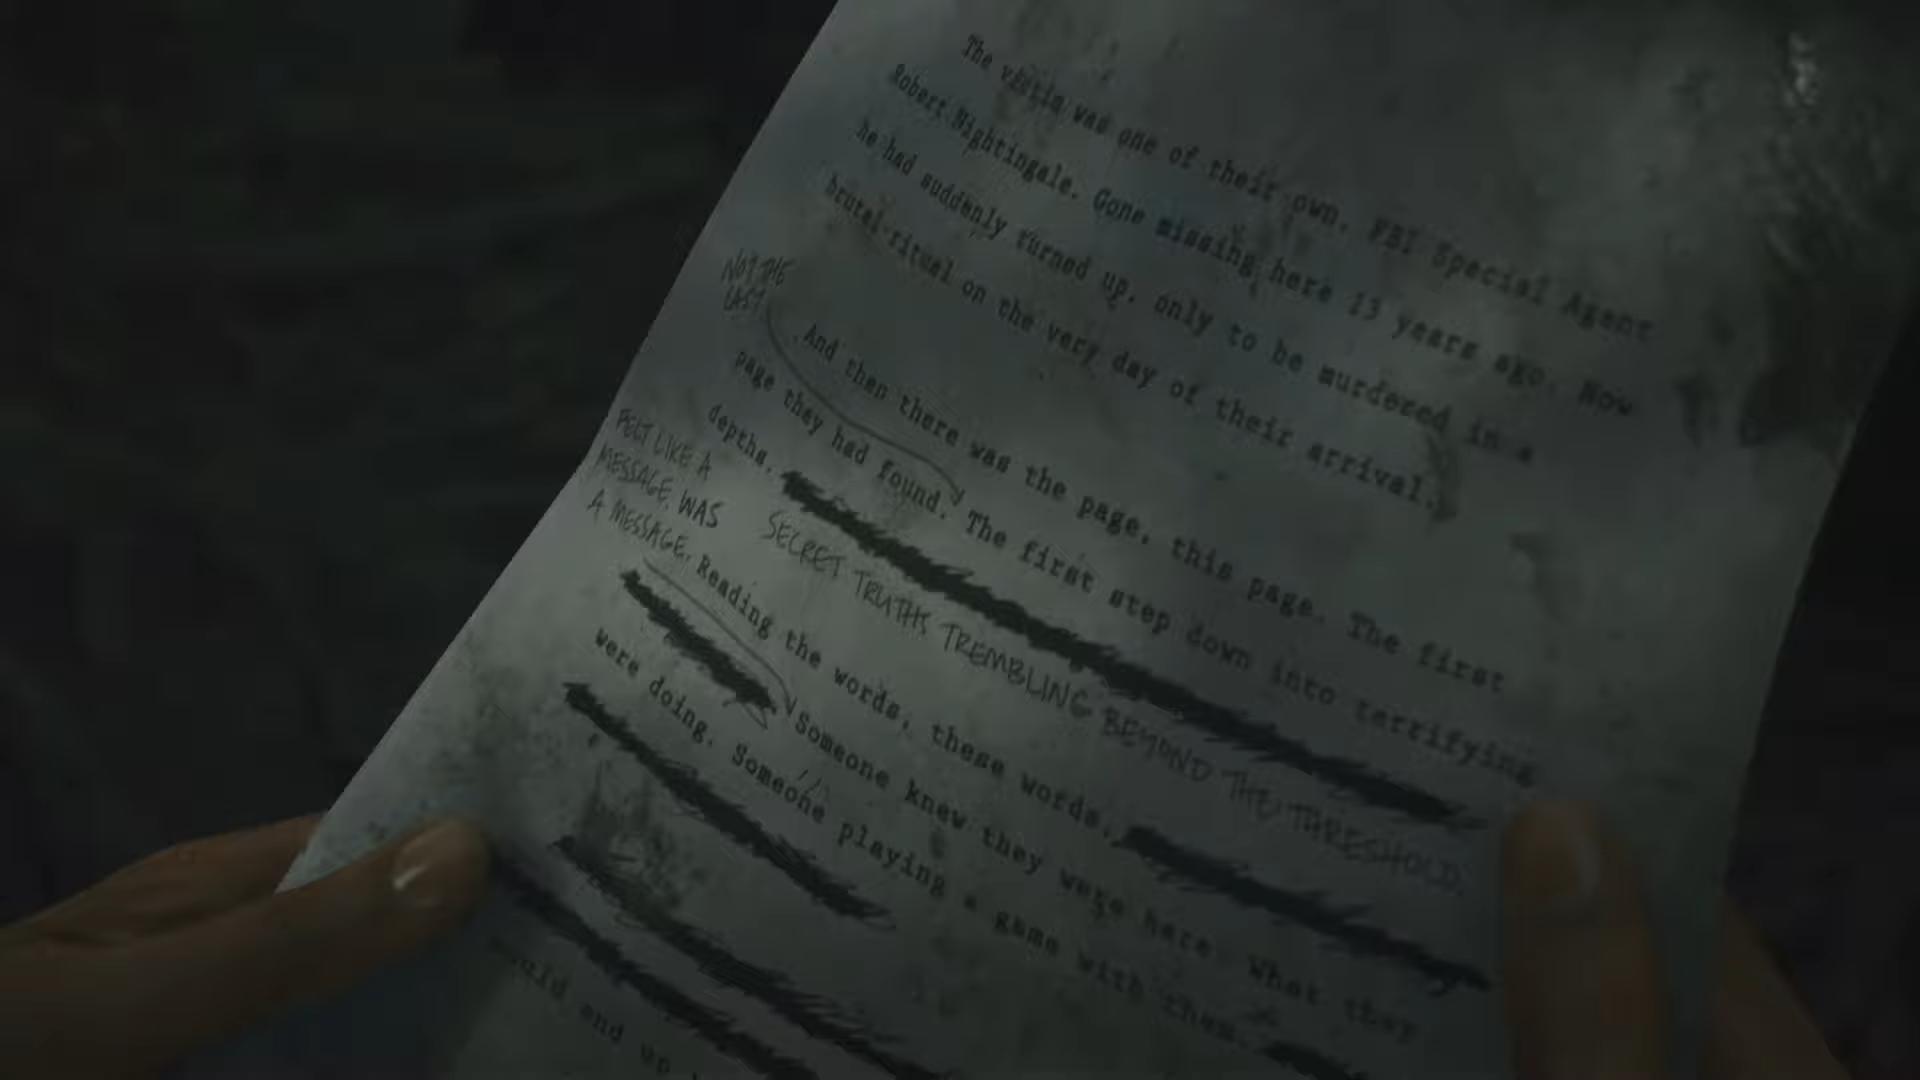 The victim was one of their own. FBI Special Agent
Robert Nightingale. Gone missing here 13 years ago. Now
he had suddenly turned up, only to be murdered in a
brutal ritual on the very day of their arrival.
NOT THE
LAST
And then there was the page, this page. The first
page they had found. The first step down into terrifying
depths.
SECRET TRUTHS TREMBLING BEYOND THE THRESHOLD.
FELT LIKE A
MESSAGE, WAS
A MESSAGE.
Reading the words, these words,
Someone knew they were here. What they
were doing. Someone playing a game with them.
end up